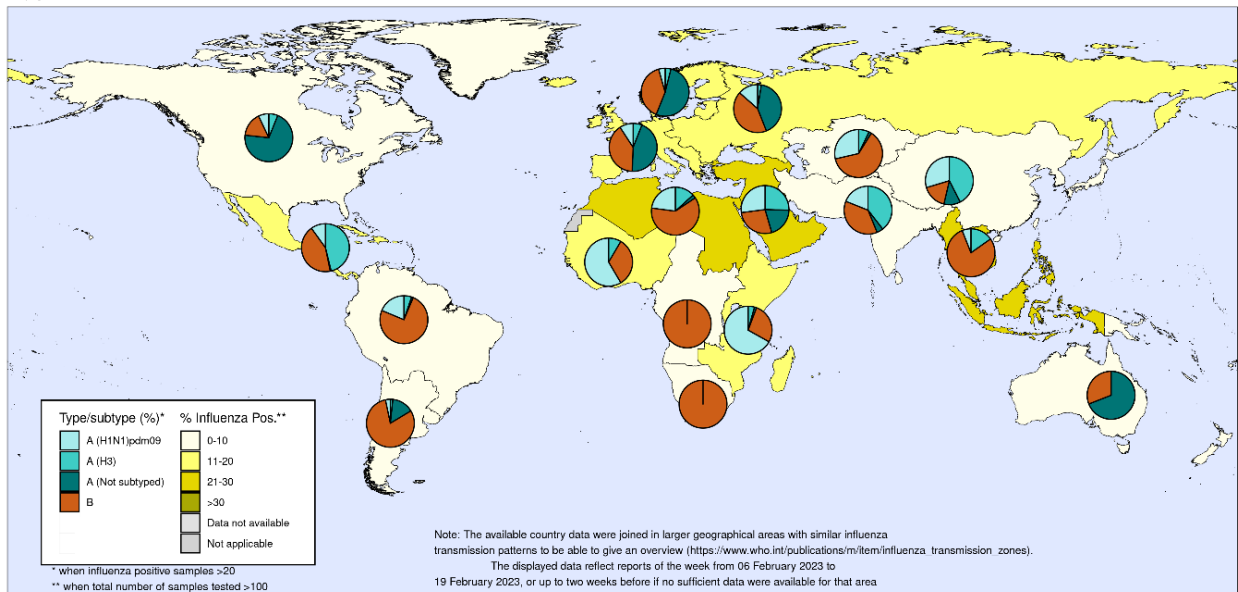 Type/subtype (%)*
A (H1N1)pdm09
A (H3)
A (Not subtyped)
B
% Influenza Pos.**
0-10
11-20
21-30
>30
Data not available
Not applicable
* when influenza positive samples >20
** when total number of samples tested >100
Note: The available country data were joined in larger geographical areas with similar influenza
transmission patterns to be able to give an overview (https://www.who.int/publications/m/item/influenza_transmission_zones).
The displayed data reflect reports of the week from 06 February 2023 to
19 February 2023, or up to two weeks before if no sufficient data were available for that area